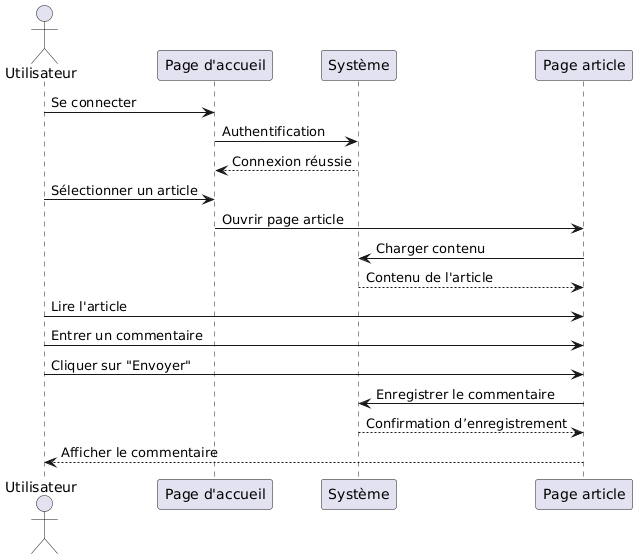 Utilisateur
Page d'accueil
Système
Page article
Se connecter
Authentification
Connexion réussie
Sélectionner un article
Ouvrir page article
Charger contenu
Contenu de l'article
Lire l'article
Entrer un commentaire
Cliquer sur "Envoyer"
Enregistrer le commentaire
Confirmation d’enregistrement
Afficher le commentaire
Utilisateur
Page d'accueil
Système
Page article